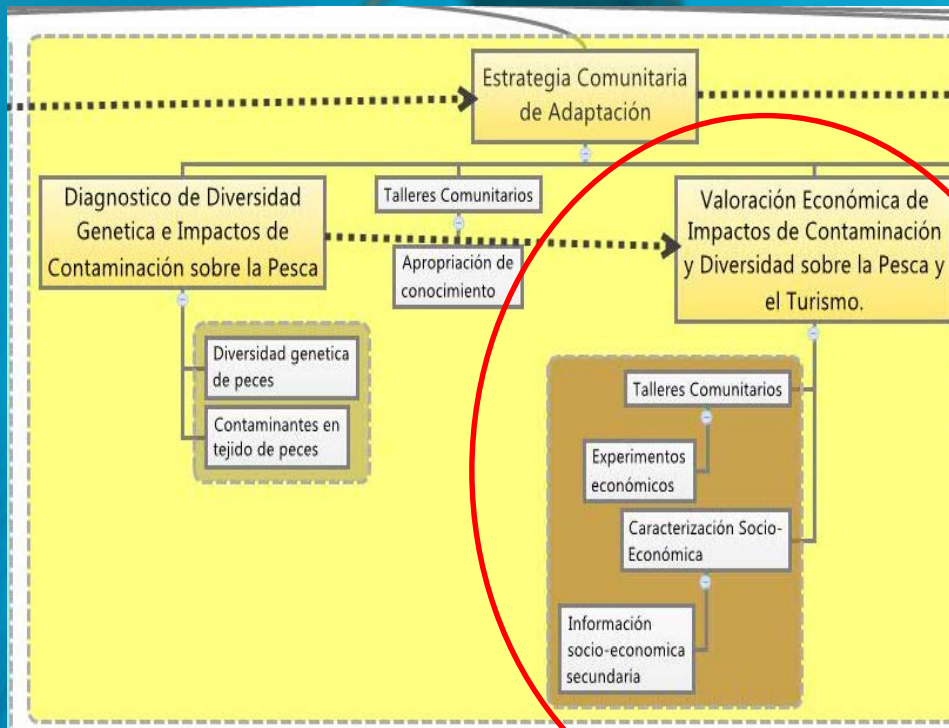 Estrategia Comunitaria
de Adaptación
Diagnostico de Diversidad
Genetica e Impactos de
Contaminación sobre la Pesca
Talleres Comunitarios
Apropiación de
conocimiento
Valoración Económica de
Impactos de Contaminación
y Diversidad sobre la Pesca y
el Turismo.
Diversidad genetica
de peces
Contaminantes en
tejido de peces
Talleres Comunitarios
Experimentos
económicos
Caracterización Socio-
Económica
Información
socio-economica
secundaria